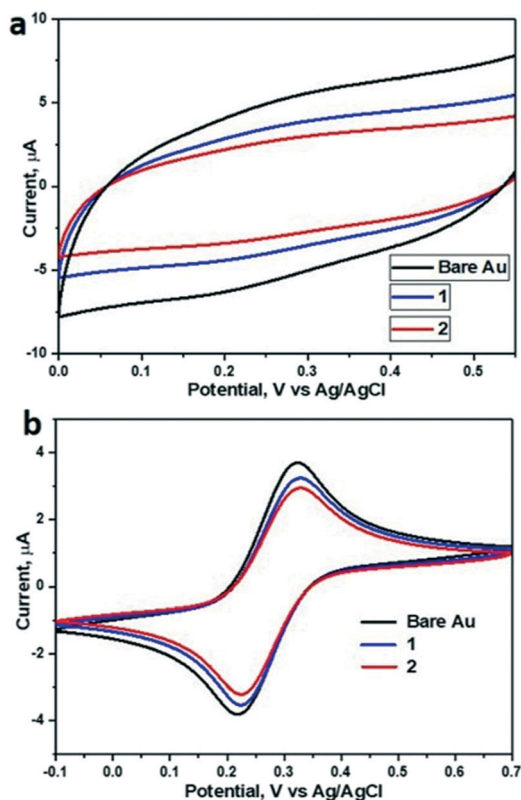 a
10
5
0
-5
-10
Current, μA
Bare Au
1
2
0.0 0.1 0.2 0.3 0.4 0.5
Potential, V vs Ag/AgCl
b
4
2
0
-2
-4
Current, μA
Bare Au
1
2
-0.1 0.0 0.1 0.2 0.3 0.4 0.5 0.6 0.7
Potential, V vs Ag/AgCl